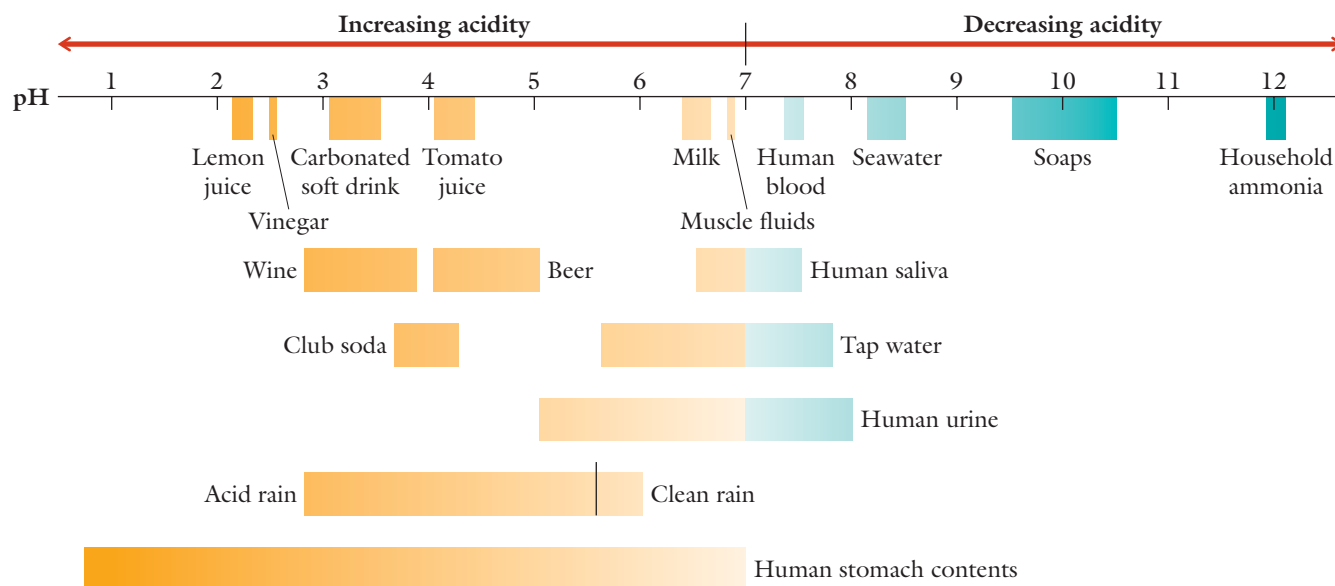 Increasing acidity Decreasing acidity
pH 1 2 3 4 5 6 7 8 9 10 11 12
Lemon juice
Carbonated soft drink
Tomato juice
Milk
Human blood
Seawater
Soaps
Household ammonia
Vinegar
Muscle fluids
Wine
Beer
Human saliva
Club soda
Tap water
Human urine
Acid rain
Clean rain
Human stomach contents